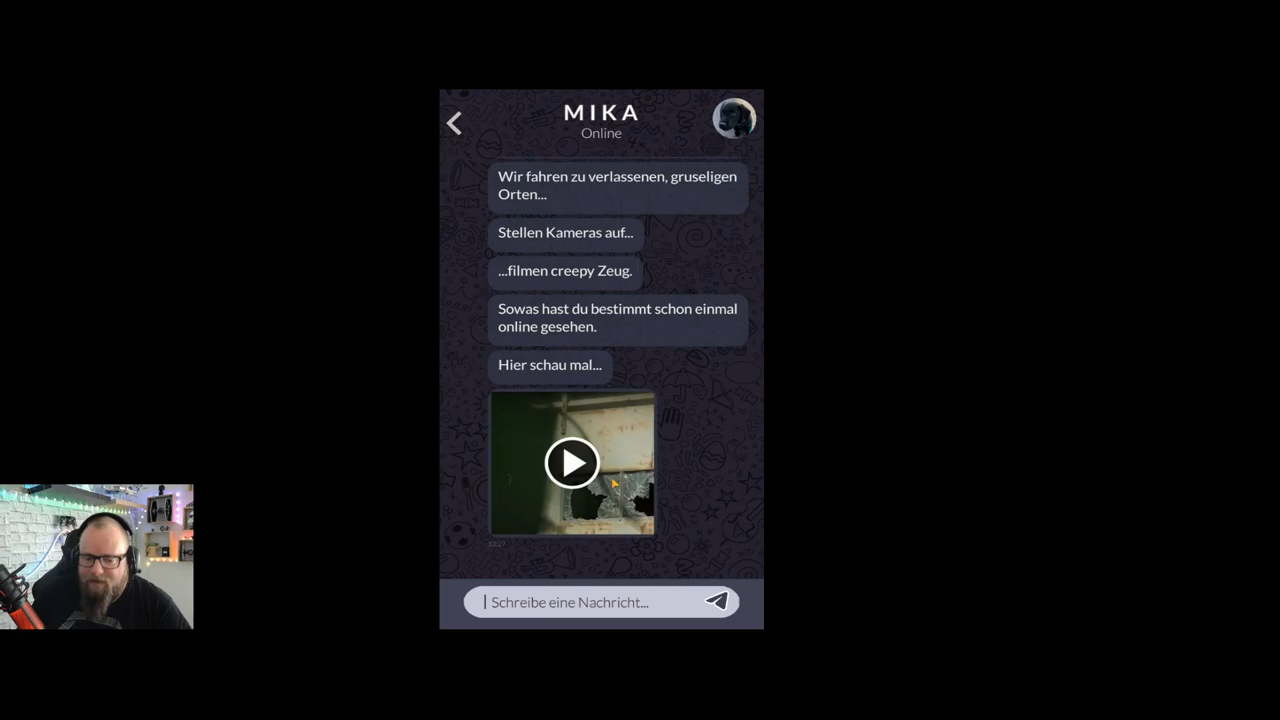 MIKA
Online
Wir fahren zu verlassenen, gruseligen
Orten...
Stellen Kameras auf...
...filmen creepy Zeug.
Sowas hast du bestimmt schon einmal
online gesehen.
Hier schau mal...
Schreibe eine Nachricht...